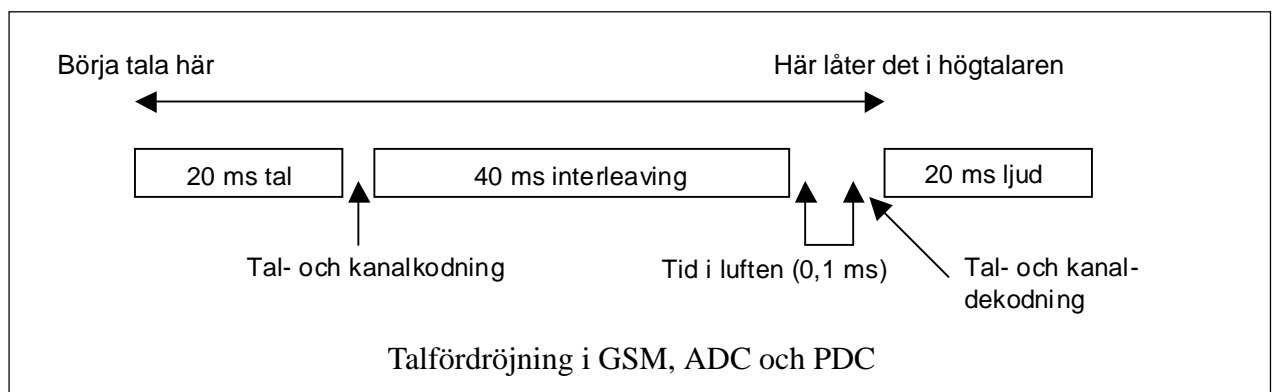 Börja tala här
Här låter det i högtalaren
20 ms tal
40 ms interleaving
20 ms ljud
Tal- och kanalkodning
Tid i luften (0,1 ms)
Tal- och kanal-
dekodning
Talfördröjning i GSM, ADC och PDC